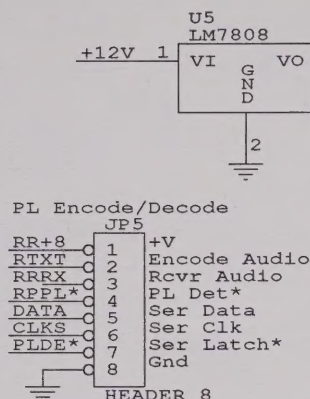 U5
LM7808
+12V 1 VI VO
GND
2
PL Encode/Decode
JP5
RR+8 1 +V
RTXT 2 Encode Audio
RRRX 3 Rcvr Audio
RPPL* 4 PL Det*
DATA 5 Ser Data
CLKS 6 Ser Clk
PLDE* 7 Ser Latch*
8 Gnd
HEADER 8